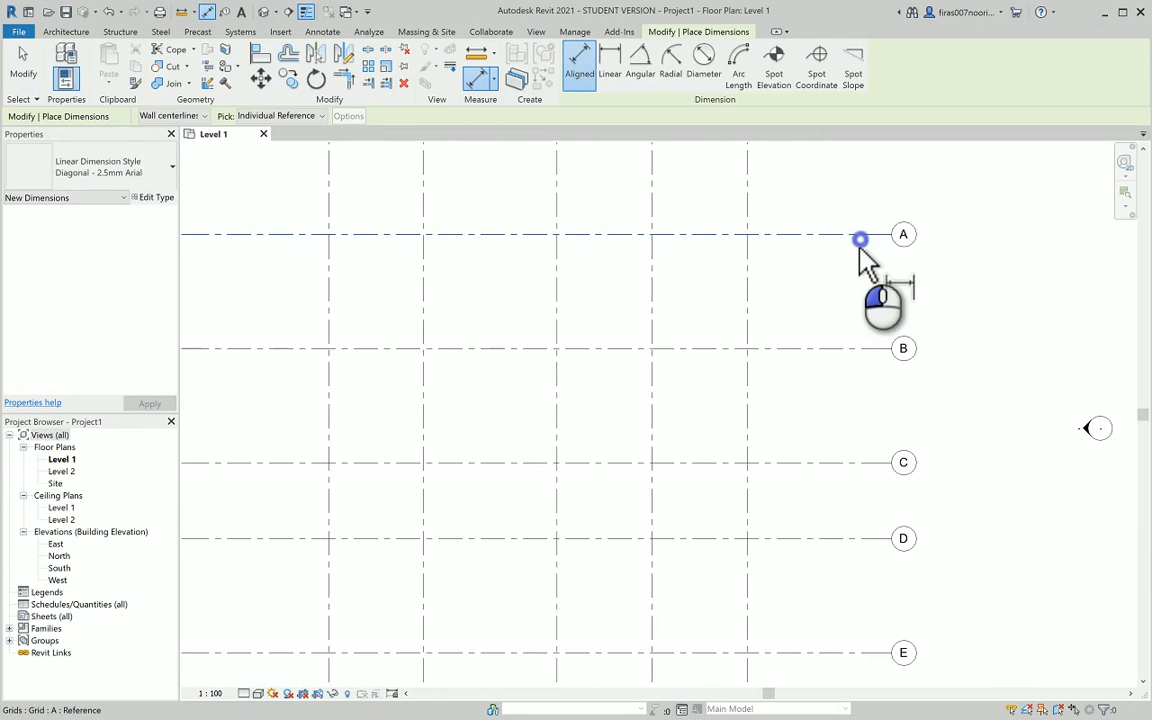 Autodesk Revit 2021 - STUDENT VERSION - Project1 - Floor Plan: Level 1
firas007noori...
File Architecture Structure Steel Precast Systems Insert Annotate Analyze Massing & Site Collaborate View Manage Add-Ins Modify | Place Dimensions
Modify
Paste
Cope
Cut
Join
Aligned Linear Angular Radial Diameter Arc Length Spot Elevation Spot Coordinate Spot Slope
Select Properties Clipboard Geometry Modify View Measure Create Dimension
Modify | Place Dimensions Wall centerline: Pick: Individual Reference Options
Properties
Level 1
Linear Dimension Style
Diagonal - 2.5mm Arial
New Dimensions Edit Type
A
B
C
D
E
Properties help Apply
Project Browser - Project1
Views (all)
Floor Plans
Level 1
Level 2
Site
Ceiling Plans
Level 1
Level 2
Elevations (Building Elevation)
East
North
South
West
Legends
Schedules/Quantities (all)
Sheets (all)
Families
Groups
Revit Links
1 : 100
Grids : Grid : A : Reference
:0
Main Model
:0